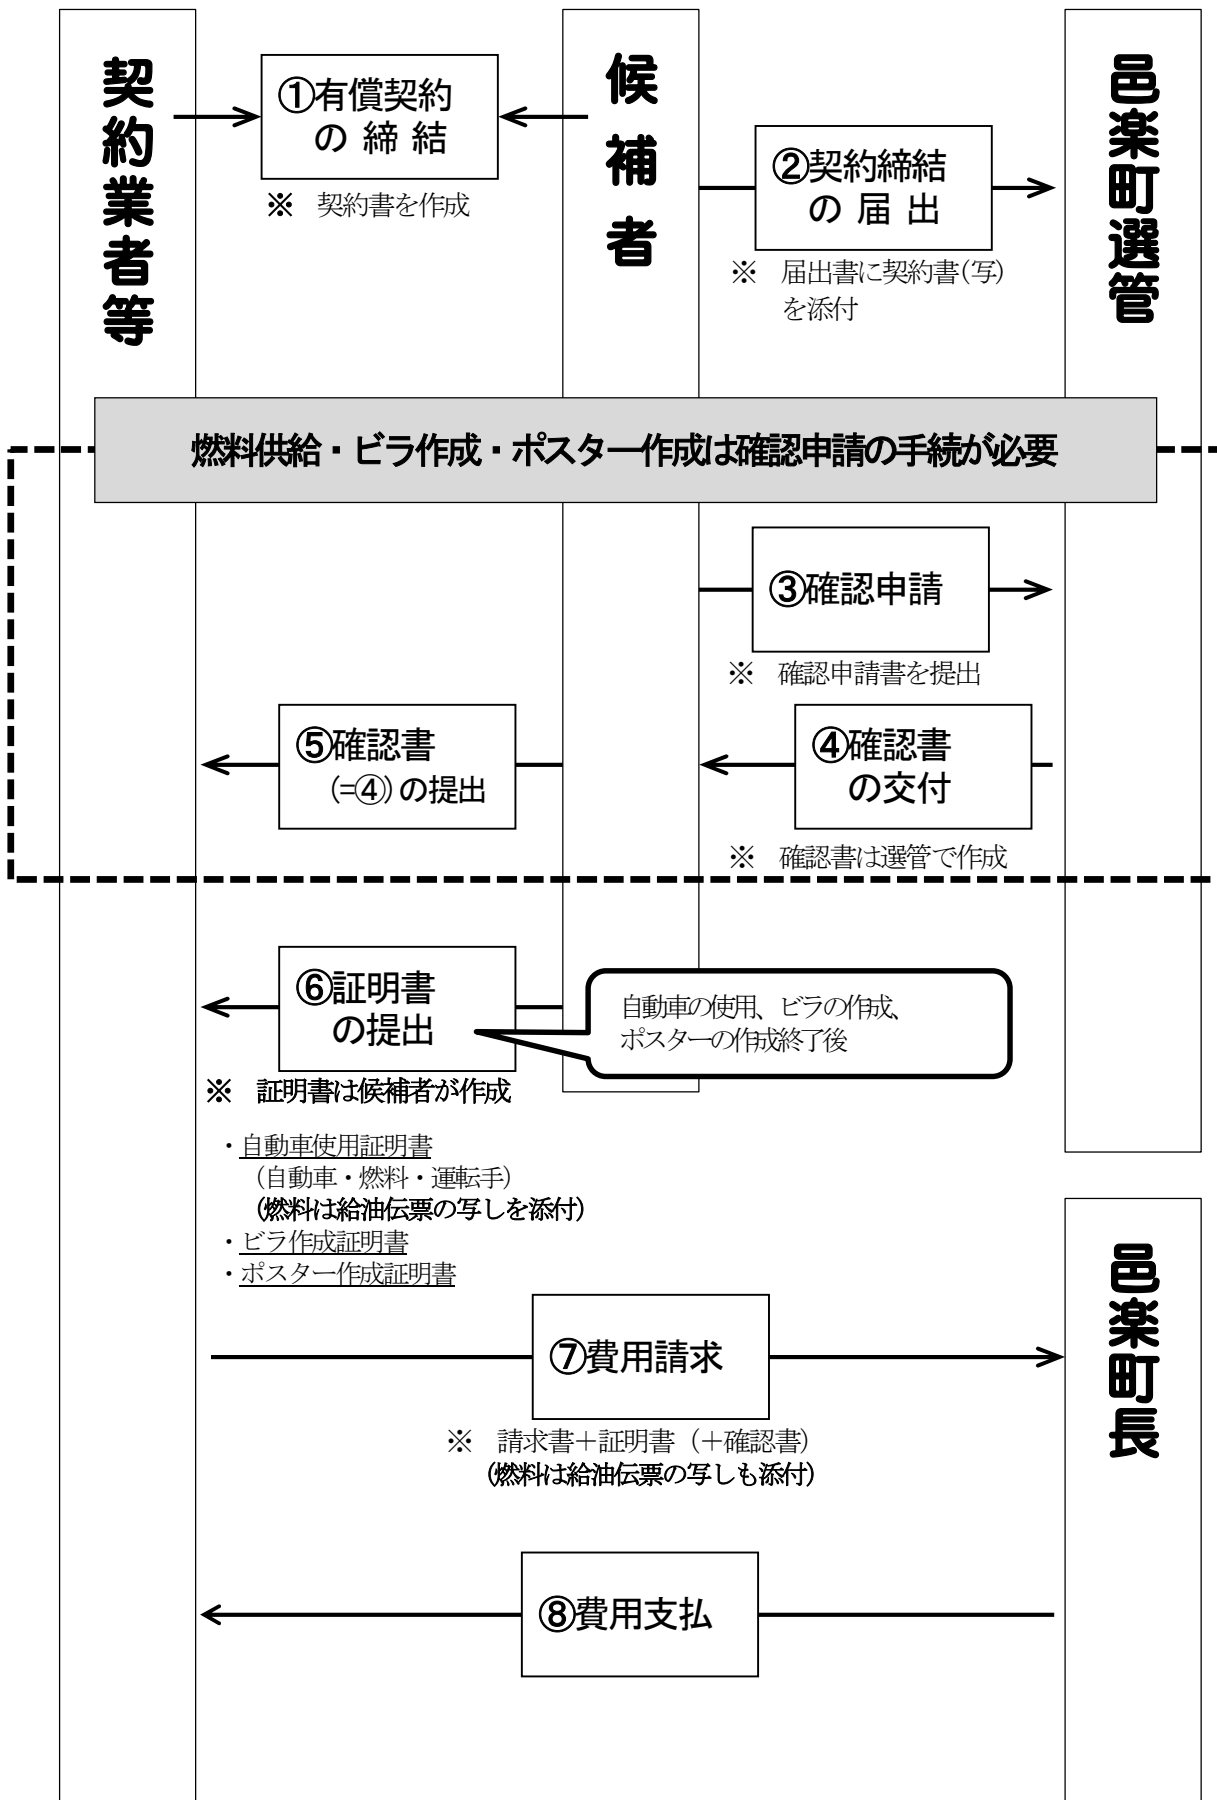 契約業者等
候補者
邑楽町選管
①有償契約
の 締 結
※ 契約書を作成
②契約締結
の 届 出
※ 届出書に契約書(写)
を添付
燃料供給・ビラ作成・ポスター作成は確認申請の手続が必要
③確認申請
※ 確認申請書を提出
④確認書
の交付
※ 確認書は選管で作成
⑤確認書
(=④)の提出
⑥証明書
の提出
自動車の使用、ビラの作成、
ポスターの作成終了後
※ 証明書は候補者が作成
・自動車使用証明書
（自動車・燃料・運転手）
(燃料は給油伝票の写しを添付)
・ビラ作成証明書
・ポスター作成証明書
邑楽町長
⑦費用請求
※ 請求書＋証明書（＋確認書）
(燃料は給油伝票の写しも添付)
⑧費用支払